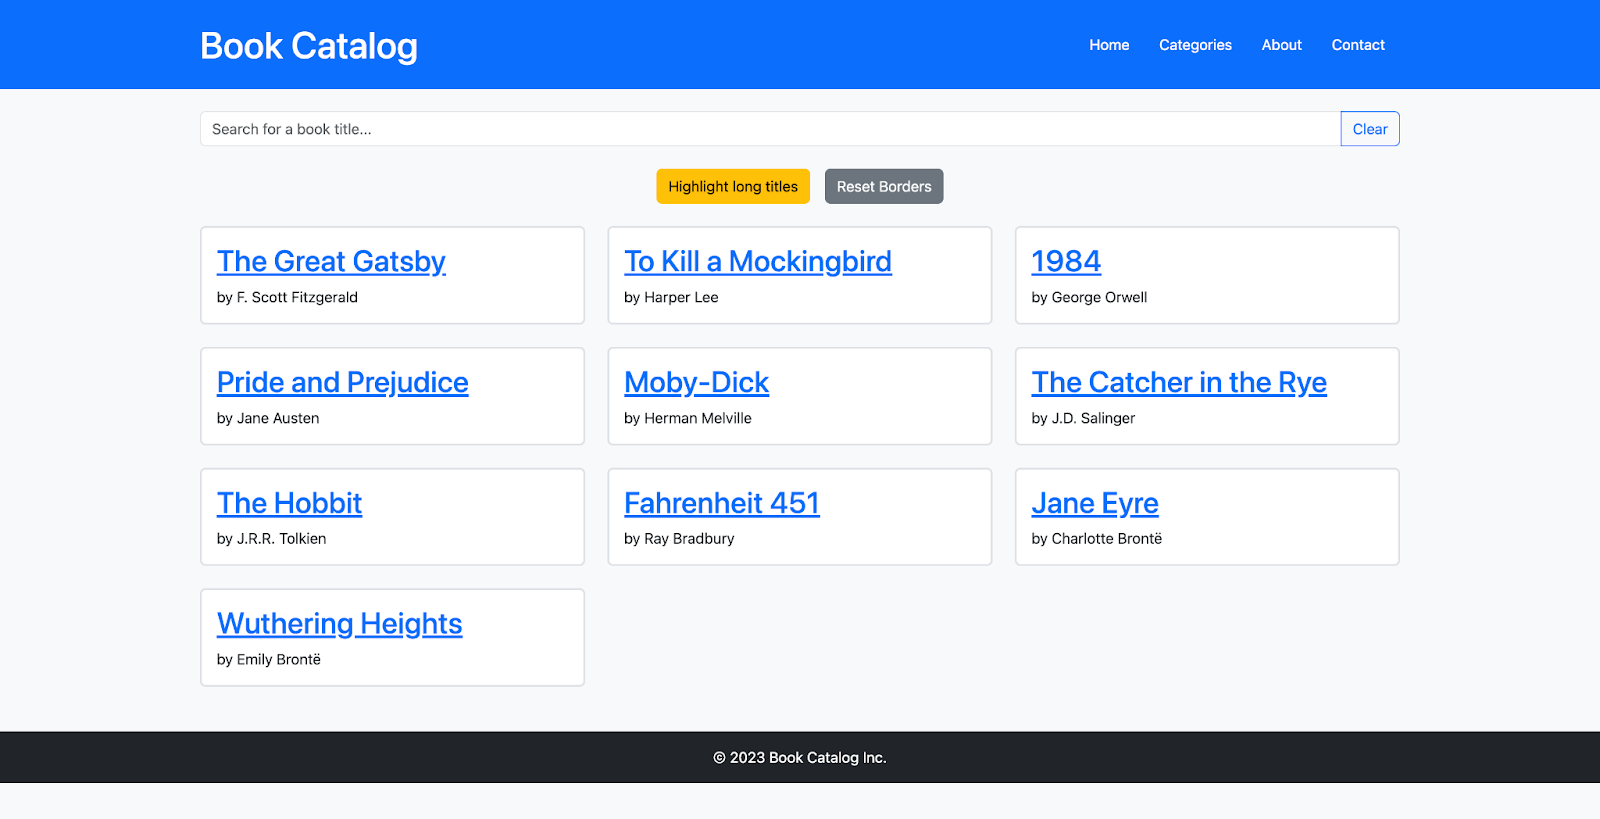 Book Catalog
Home Categories About Contact
Search for a book title...
Clear
Highlight long titles
Reset Borders
The Great Gatsby
by F. Scott Fitzgerald
To Kill a Mockingbird
by Harper Lee
1984
by George Orwell
Pride and Prejudice
by Jane Austen
Moby-Dick
by Herman Melville
The Catcher in the Rye
by J.D. Salinger
The Hobbit
by J.R.R. Tolkien
Fahrenheit 451
by Ray Bradbury
Jane Eyre
by Charlotte Brontë
Wuthering Heights
by Emily Brontë
© 2023 Book Catalog Inc.